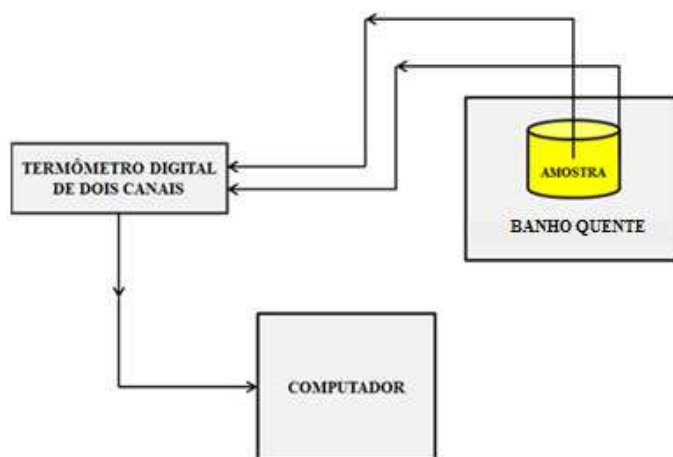 TERMÔMETRO DIGITAL
DE DOIS CANAIS
AMOSTRA
BANHO QUENTE
COMPUTADOR